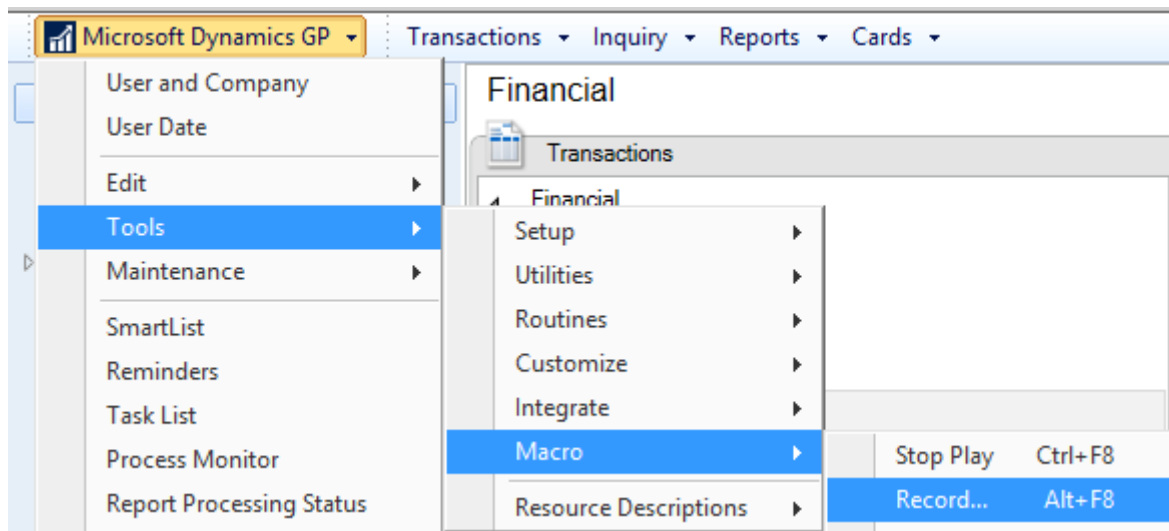 Microsoft Dynamics GP Transactions Inquiry Reports Cards
User and Company
User Date
Edit
Tools
Maintenance
SmartList
Reminders
Task List
Process Monitor
Report Processing Status
Financial
Transactions
Financial
Setup
Utilities
Routines
Customize
Integrate
Macro
Resource Descriptions
Stop Play Ctrl+F8
Record... Alt+F8